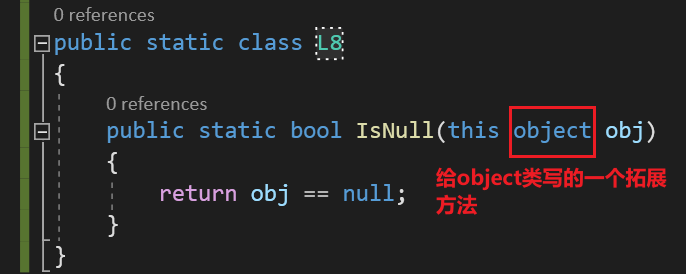 0 references
public static class L8
{
0 references
public static bool IsNull(this object obj)
{
return obj == null;
}
}
给object类写的一个拓展
方法